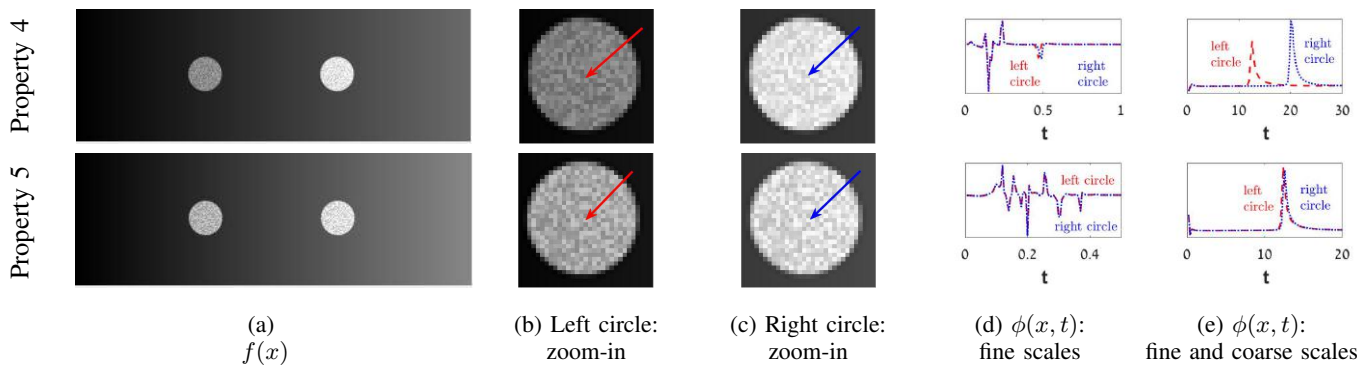 Property 4
left
circle
right
circle
0
0.5
1
t
left
circle
right
circle
0
10
20
30
t
Property 5
left circle
right circle
0
0.2
0.4
t
left
circle
right
circle
0
10
20
30
t
(a)
f(x)
(b) Left circle:
zoom-in
(c) Right circle:
zoom-in
(d) ϕ(x, t):
fine scales
(e) ϕ(x, t):
fine and coarse scales